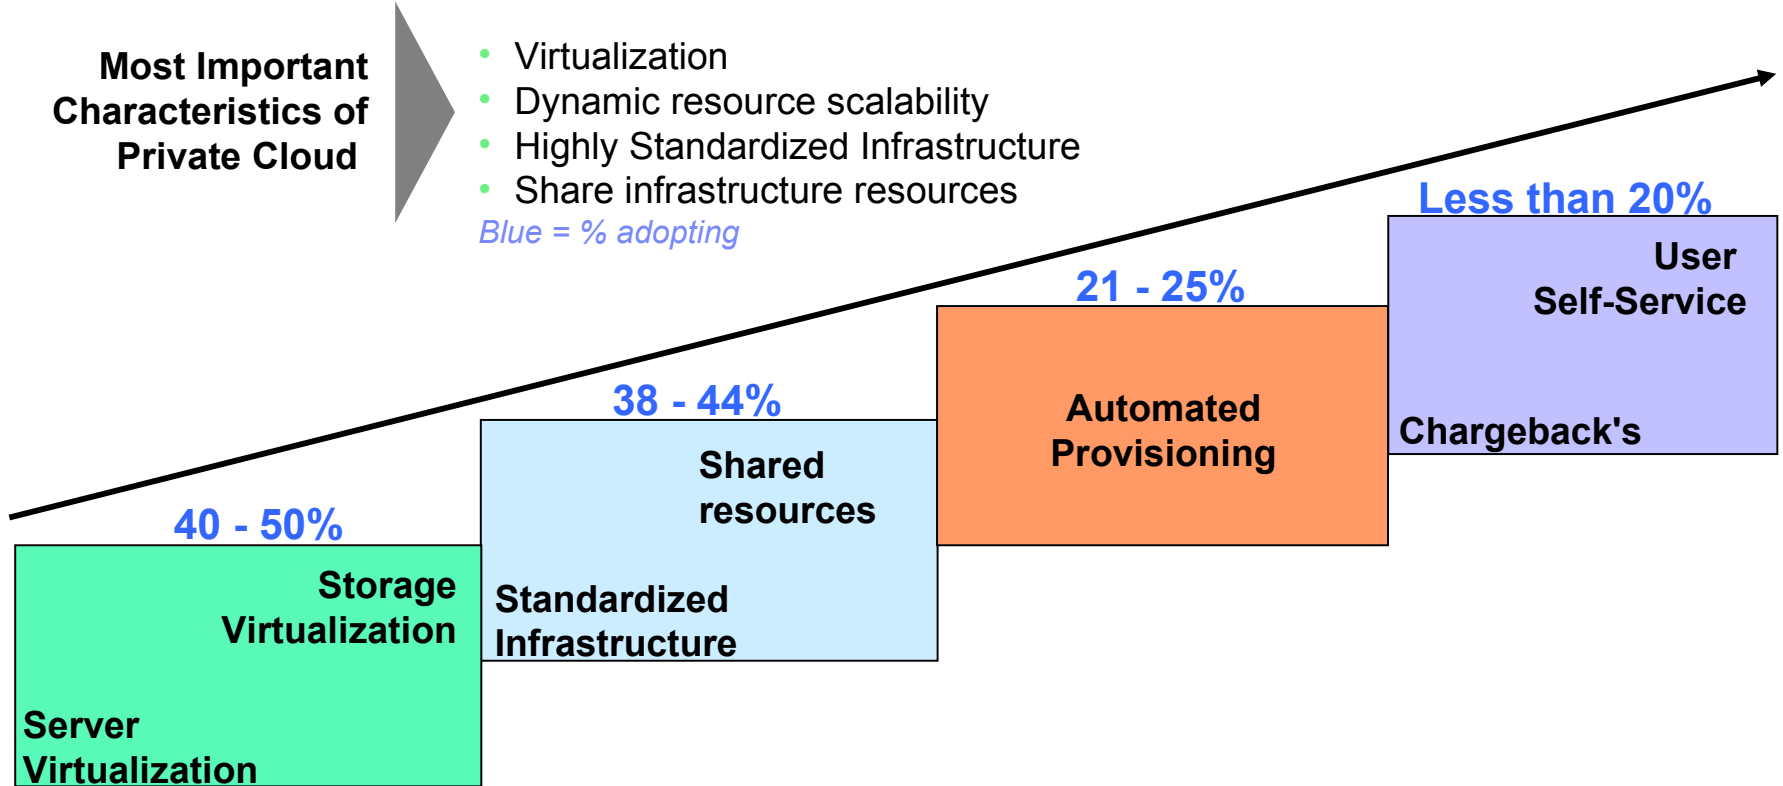 Most Important
Characteristics of
Private Cloud
• Virtualization
• Dynamic resource scalability
• Highly Standardized Infrastructure
• Share infrastructure resources
Blue = % adopting
Less than 20%
User
Self-Service
Chargeback's
21 - 25%
Automated
Provisioning
38 - 44%
Shared
resources
Standardized
Infrastructure
40 - 50%
Storage
Virtualization
Server
Virtualization